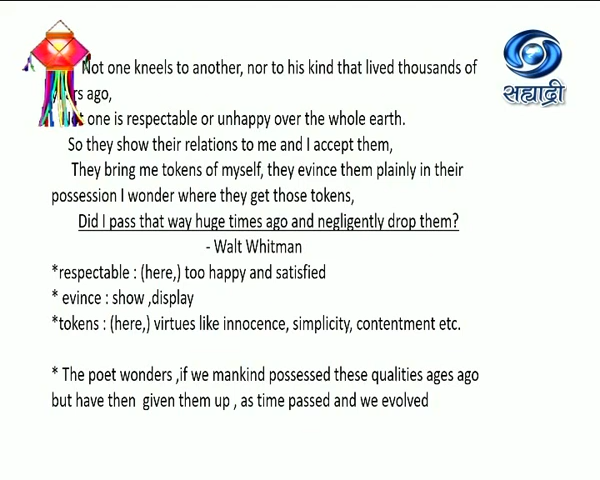 Not one kneels to another, nor to his kind that lived thousands of
ago,
one is respectable or unhappy over the whole earth.
So they show their relations to me and I accept them,
They bring me tokens of myself, they evince them plainly in their
possession I wonder where they get those tokens,
Did I pass that way huge times ago and negligently drop them?
- Walt Whitman
*respectable : (here,) too happy and satisfied
* evince : show ,display
*tokens : (here,) virtues like innocence, simplicity, contentment etc.
* The poet wonders ,if we mankind possessed these qualities ages ago
but have then given them up , as time passed and we evolved
सह्याद्री